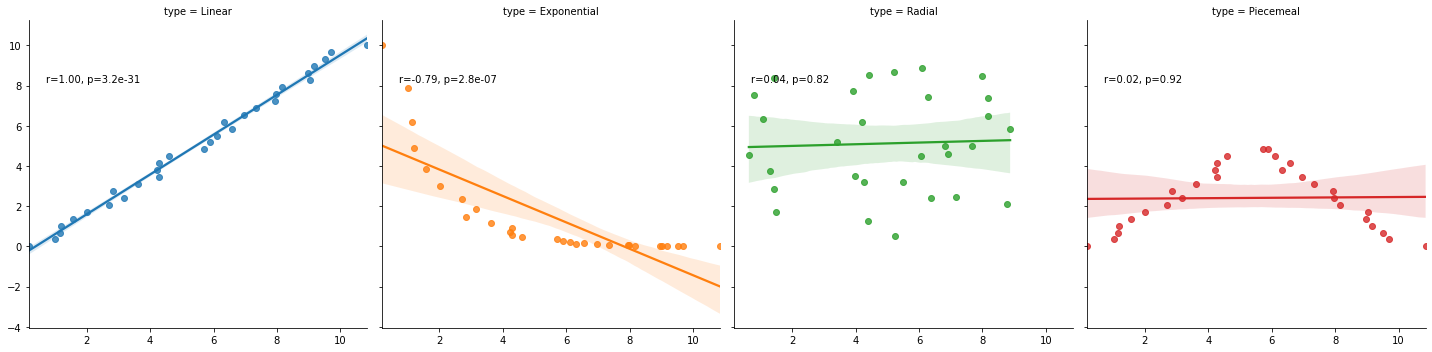 type = Linear
type = Exponential
type = Radial
type = Piecemeal
r=1.00, p=3.2e-31
r=-0.79, p=2.8e-07
r=0.04, p=0.82
r=0.02, p=0.92
10
8
6
4
2
0
−2
−4
2 4 6 8 10
2 4 6 8 10
2 4 6 8 10
2 4 6 8 10